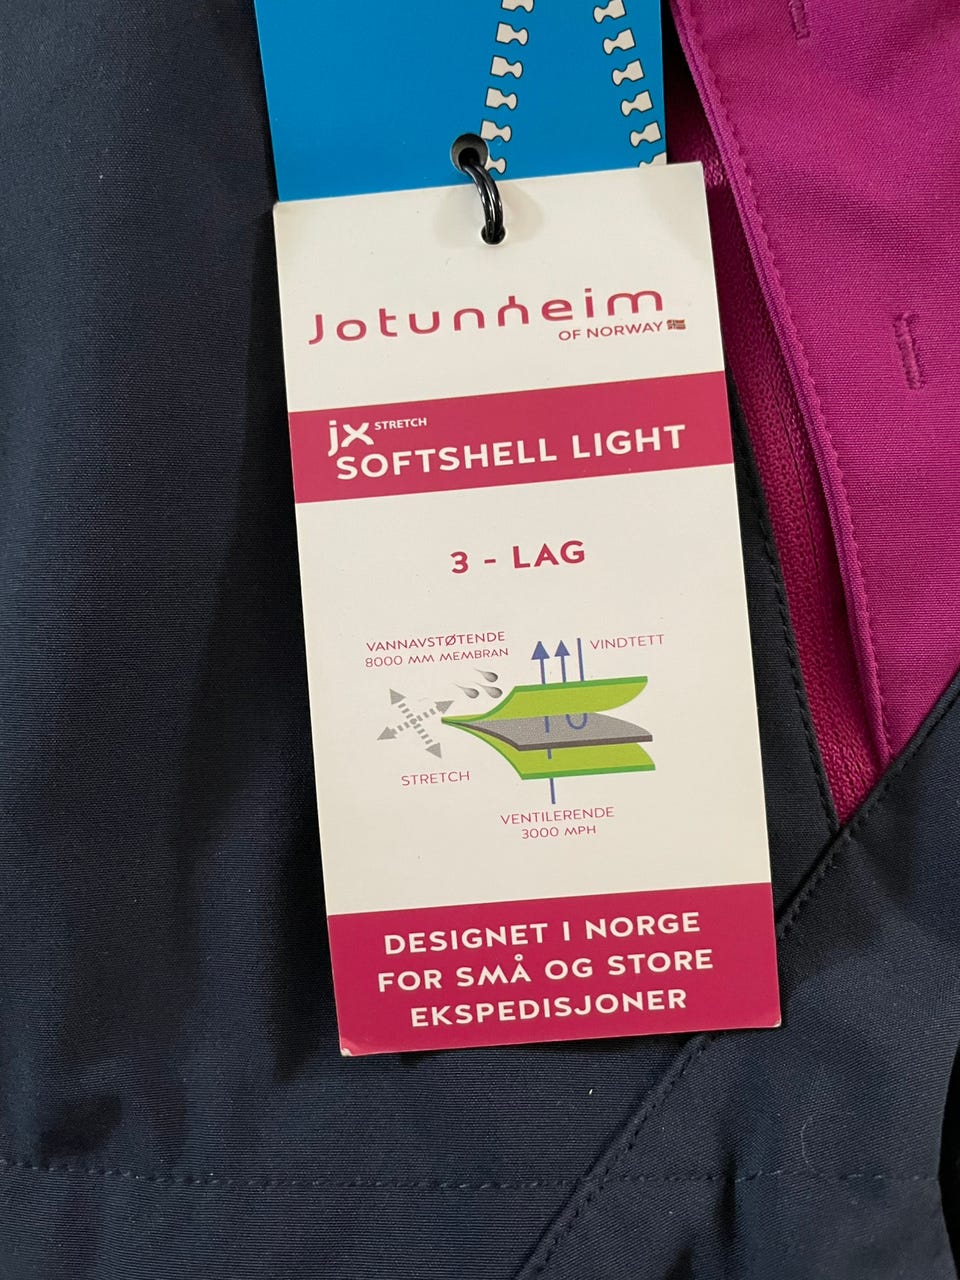 Jotunheim
OF NORWAY
jx STRETCH
SOFTSHELL LIGHT
3 - LAG
VANNAVSTØTENDE
8000 MM MEMBRAN
VINDTETT
STRETCH
VENTILERENDE
3000 MPH
DESIGNET I NORGE
FOR SMÅ OG STORE
EKSPEDISJONER